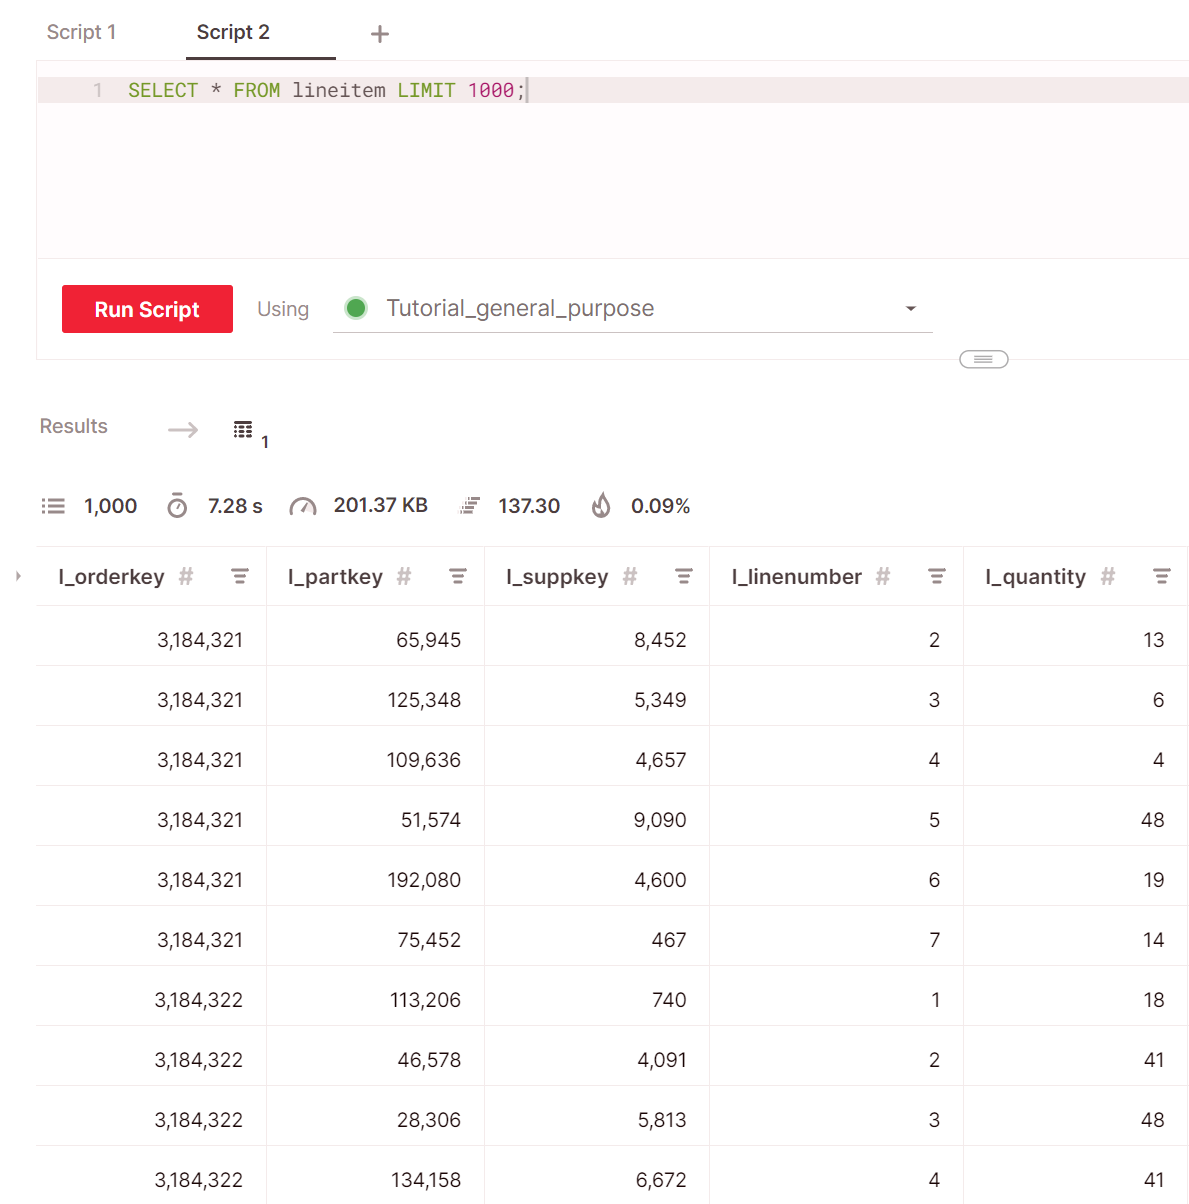 Script 1 Script 2 +
1 SELECT * FROM lineitem LIMIT 1000;
Run Script Using Tutorial_general_purpose
Results 1
1,000 7.28 s 201.37 KB 137.30 0.09%
l_orderkey # l_partkey # l_suppkey # l_linenumber # l_quantity #
3,184,321 65,945 8,452 2 13
3,184,321 125,348 5,349 3 6
3,184,321 109,636 4,657 4 4
3,184,321 51,574 9,090 5 48
3,184,321 192,080 4,600 6 19
3,184,321 75,452 467 7 14
3,184,322 113,206 740 1 18
3,184,322 46,578 4,091 2 41
3,184,322 28,306 5,813 3 48
3,184,322 134,158 6,672 4 41